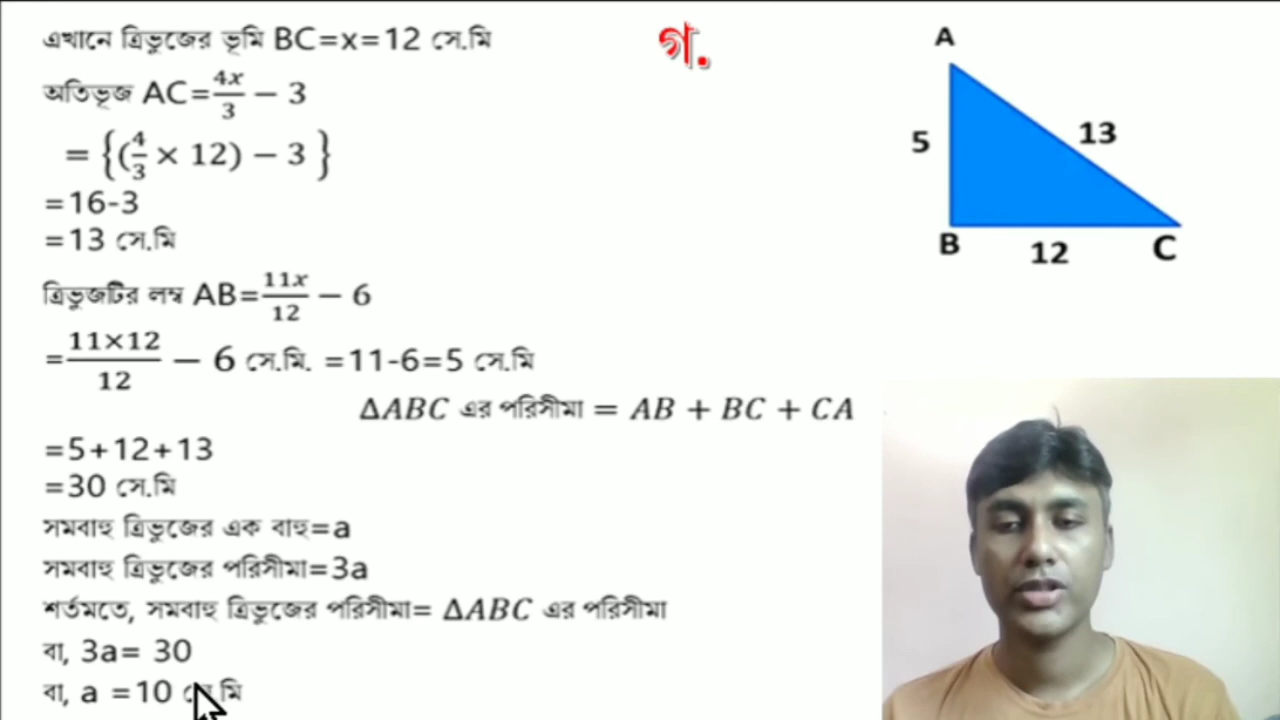 এখানে ত্রিভুজের ভৃমি BC=x=12 সে.মি
গ.
অতিভৃজ AC=4x/3 − 3
= {(4/3 × 12) − 3 }
=16-3
=13 সে.মি
ত্রিভুজটির লম্ব AB=11x/12 − 6
=11×12/12 − 6 সে.মি. =11-6=5 সে.মি
ΔABC এর পরিসীমা = AB + BC + CA
=5+12+13
=30 সে.মি
সমবাহু ত্রিভুজের এক বাহু=a
সমবাহু ত্রিভুজের পরিসীমা=3a
শর্তমতে, সমবাহু ত্রিভুজের পরিসীমা= ΔABC এর পরিসীমা
বা, 3a= 30
বা, a =10 মি
A
5
13
B
12
C